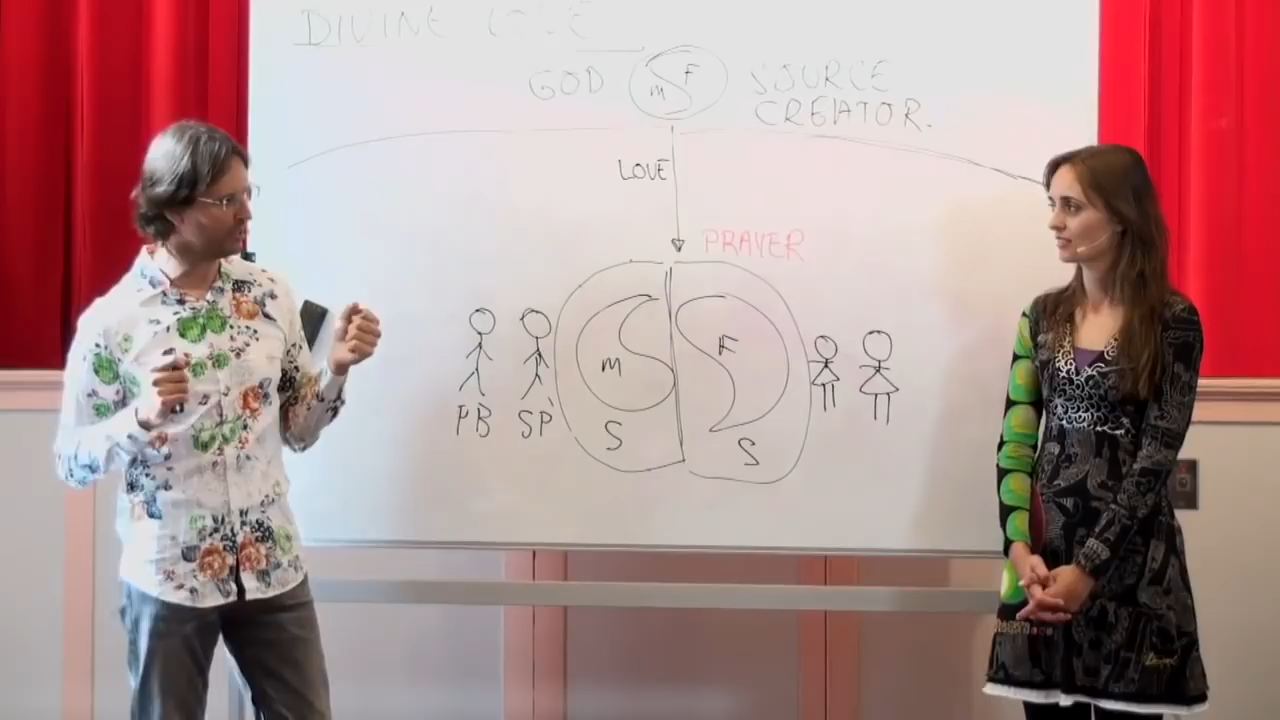 DIVINE LOVE
GOD
M F
SOURCE
CREATOR.
LOVE
PRAYER
M
F
PB
SP
S
S